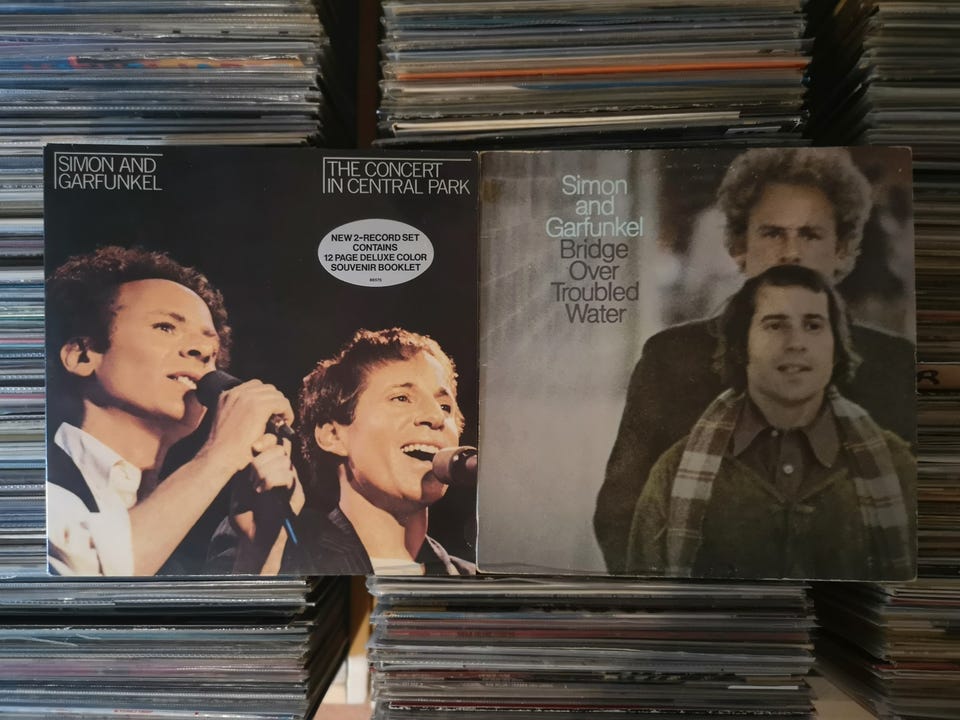 SIMON AND
GARFUNKEL
THE CONCERT
IN CENTRAL PARK
NEW 2-RECORD SET
CONTAINS
12 PAGE DELUXE COLOR
SOUVENIR BOOKLET
Simon
and
Garfunkel
Bridge
Over
Troubled
Water
R